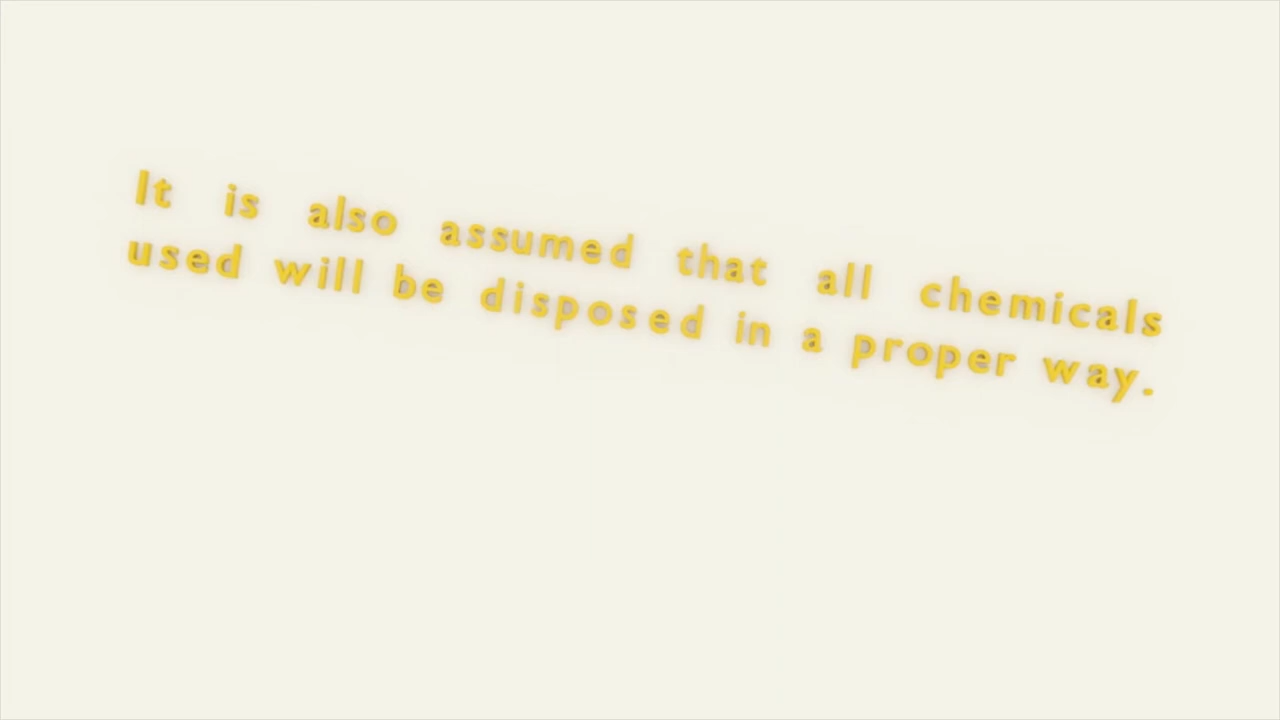 It is also assumed that all chemicals
used will be disposed in a proper way.